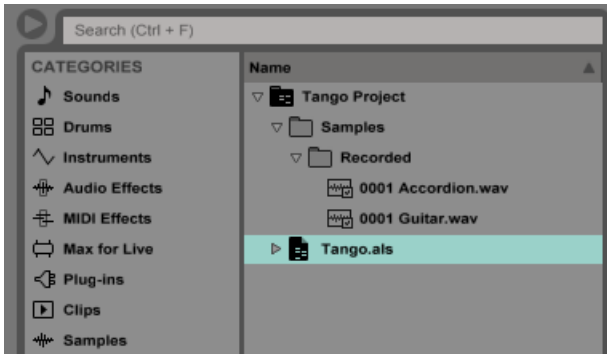 Search (Ctrl + F)
CATEGORIES
Sounds
Drums
Instruments
Audio Effects
MIDI Effects
Max for Live
Plug-ins
Clips
Samples
Name
Tango Project
Samples
Recorded
0001 Accordion.wav
0001 Guitar.wav
Tango.als